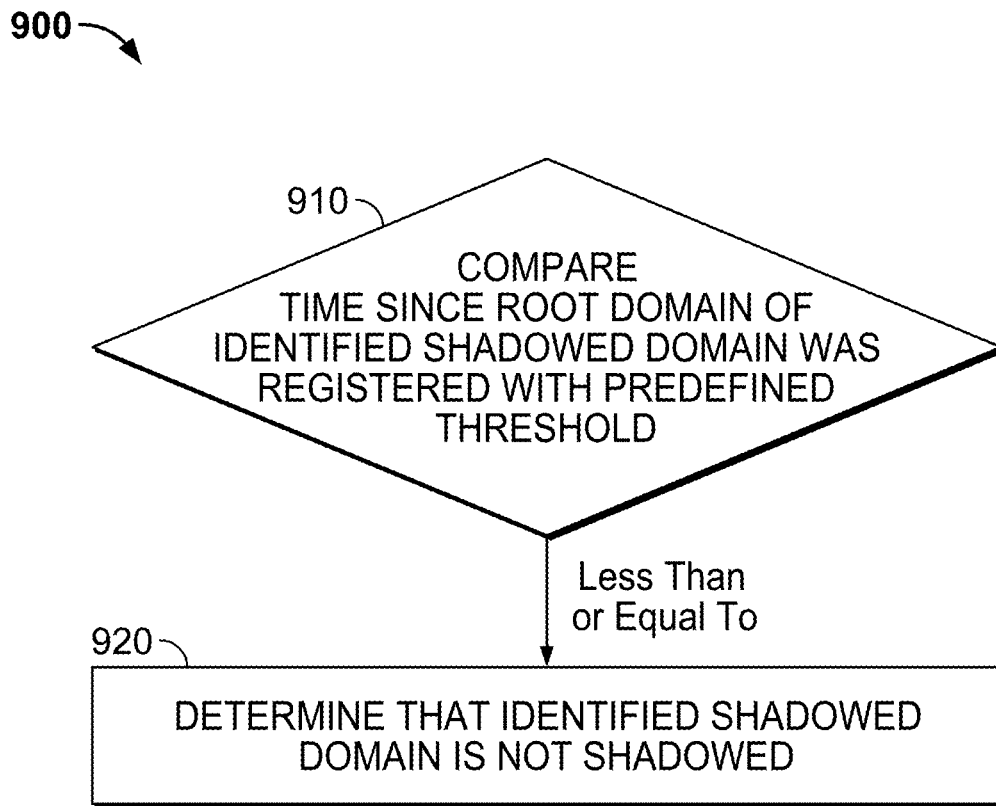 900
910
COMPARE
TIME SINCE ROOT DOMAIN OF
IDENTIFIED SHADOWED DOMAIN WAS
REGISTERED WITH PREDEFINED
THRESHOLD
Less Than
or Equal To
920
DETERMINE THAT IDENTIFIED SHADOWED
DOMAIN IS NOT SHADOWED